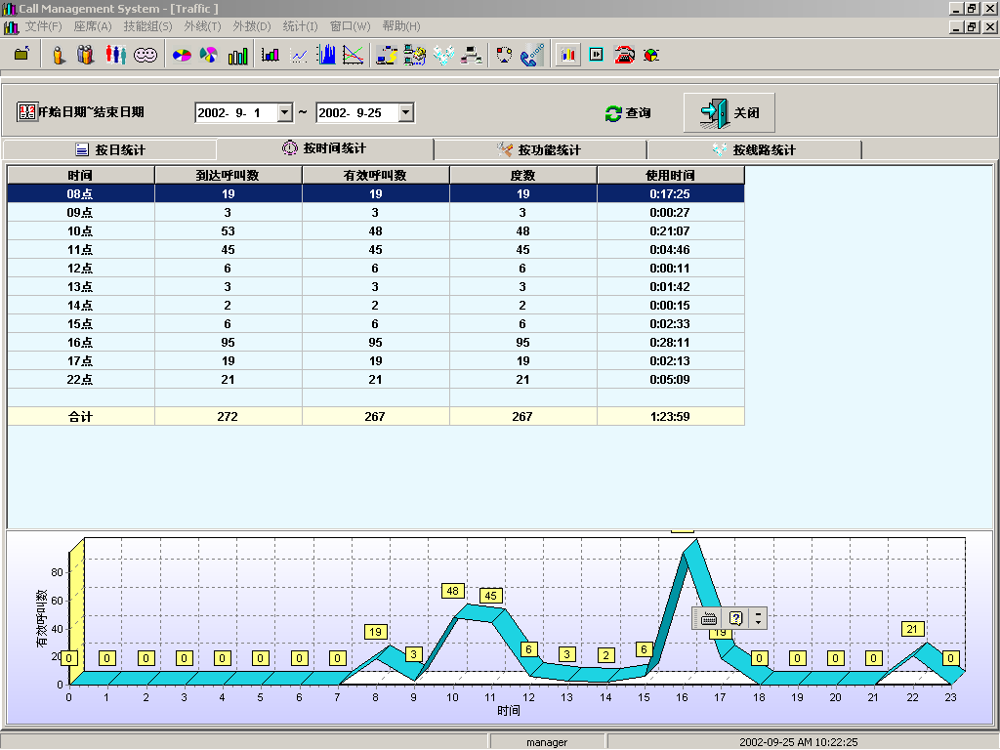 Call Management System - [Traffic ]
文件(F) 座席(A) 技能组(S) 外线(T) 外拨(D) 统计(I) 窗口(W) 帮助(H)
开始日期~结束日期 2002- 9- 1 ~ 2002- 9-25 查询 关闭
按日统计 按时间统计 按功能统计 按线路统计
时间 到达呼叫数 有效呼叫数 度数 使用时间
08点 19 19 19 0:17:25
09点 3 3 3 0:00:27
10点 53 48 48 0:21:07
11点 45 45 45 0:04:46
12点 6 6 6 0:00:11
13点 3 3 3 0:01:42
14点 2 2 2 0:00:15
15点 6 6 6 0:02:33
16点 95 95 95 0:28:11
17点 19 19 19 0:02:13
22点 21 21 21 0:05:09
合计 272 267 267 1:23:59
有效呼叫数
80
60
40
20
0
0 0 0 0 0 0 0 0 19 3 48 45 6 3 2 6 19 0 0 0 0 21 0
0 1 2 3 4 5 6 7 8 9 10 11 12 13 14 15 16 17 18 19 20 21 22 23
时间
manager 2002-09-25 AM 10:22:25